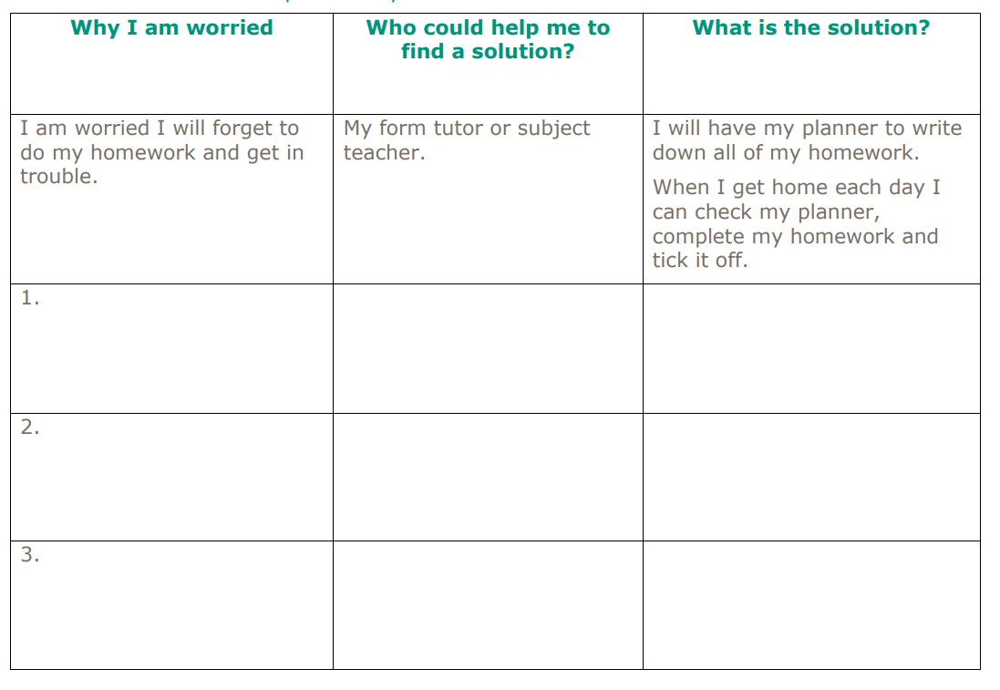 Why I am worried
Who could help me to
find a solution?
What is the solution?
I am worried I will forget to
do my homework and get in
trouble.
My form tutor or subject
teacher.
I will have my planner to write
down all of my homework.
When I get home each day I
can check my planner,
complete my homework and
tick it off.
1.
2.
3.